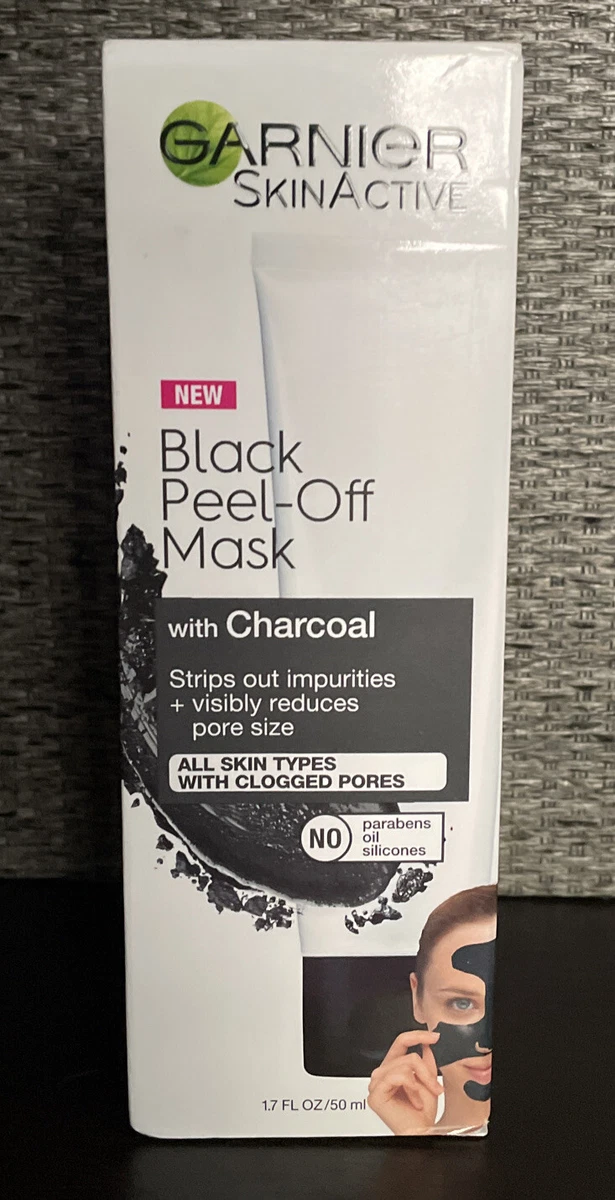 GARNIER
SKINACTIVE
NEW
Black
Peel-Off
Mask
with Charcoal
Strips out impurities
+ visibly reduces
pore size
ALL SKIN TYPES
WITH CLOGGED PORES
NO
parabens
oil
silicones
1.7 FL OZ/50 ml